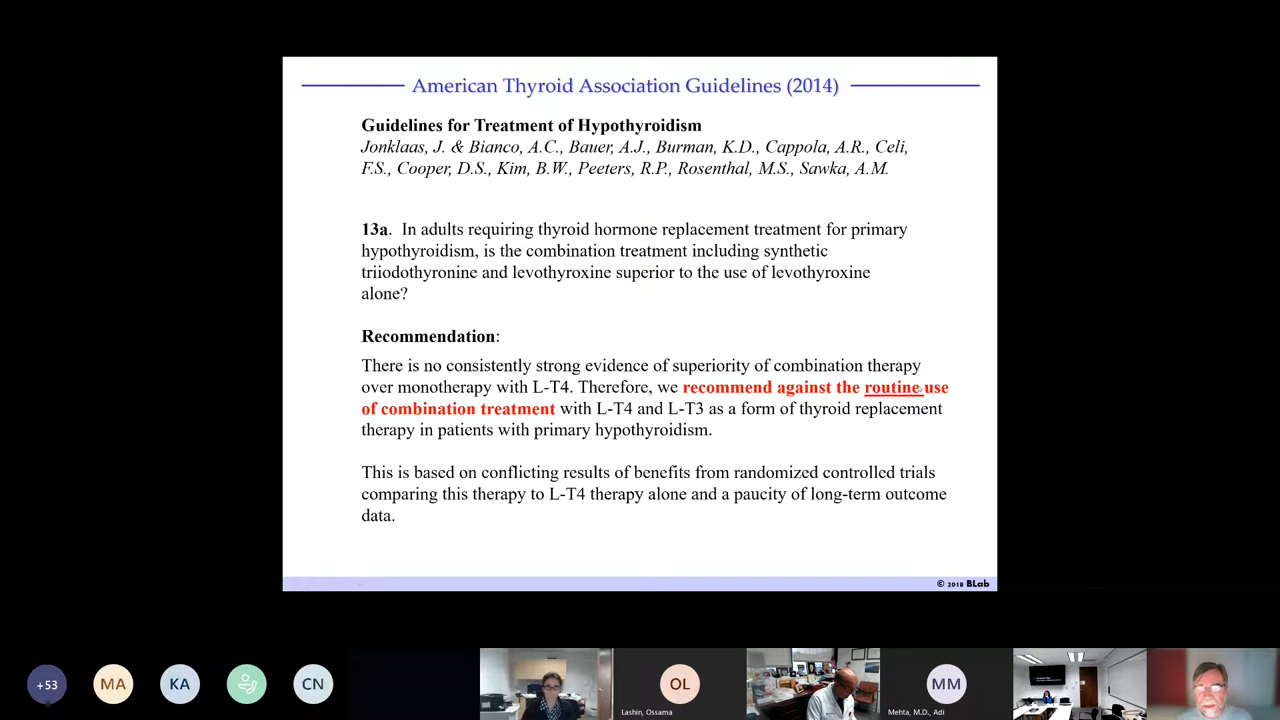 American Thyroid Association Guidelines (2014)
Guidelines for Treatment of Hypothyroidism
Jonklaas, J. & Bianco, A.C., Bauer, A.J., Burman, K.D., Cappola, A.R., Celi,
F.S., Cooper, D.S., Kim, B.W., Peeters, R.P., Rosenthal, M.S., Sawka, A.M.
13a. In adults requiring thyroid hormone replacement treatment for primary
hypothyroidism, is the combination treatment including synthetic
triiodothyronine and levothyroxine superior to the use of levothyroxine
alone?
Recommendation:
There is no consistently strong evidence of superiority of combination therapy
over monotherapy with L-T4. Therefore, we recommend against the routine use
of combination treatment with L-T4 and L-T3 as a form of thyroid replacement
therapy in patients with primary hypothyroidism.
This is based on conflicting results of benefits from randomized controlled trials
comparing this therapy to L-T4 therapy alone and a paucity of long-term outcome
data.
© 2018 BLab
+53
MA
KA
CN
OL
Lashin, Ossama
MM
Mehta, M.D., Adi